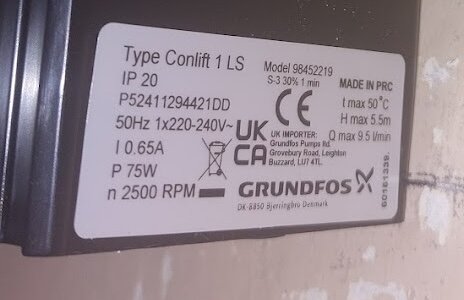 Type Conlift 1 LS
Model 98452219
IP 20
S-3 30% 1 min
MADE IN PRC
P52411294421DD
CE
t max 50°C
50Hz 1x220-240V~
UK CA
UK IMPORTER:
H max 5.5m
Grundfos Pumps ltd.
Q max 9.5 l/min
I 0.65A
Grovebury Road, Leighton
Buzzard, LU7 4TL
P 75W
n 2500 RPM
GRUNDFOS
DK-8850 Bjerringbro Denmark